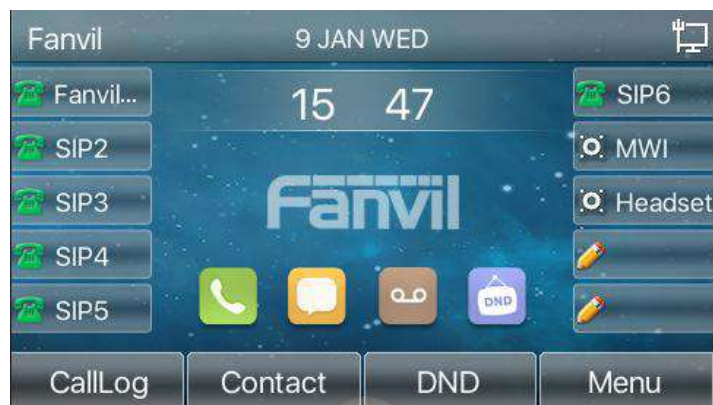 Fanvil 9 JAN WED
Fanvil... 15 47 SIP6
SIP2 MWI
SIP3 Fanvil Headset
SIP4
SIP5 DND
CallLog Contact DND Menu